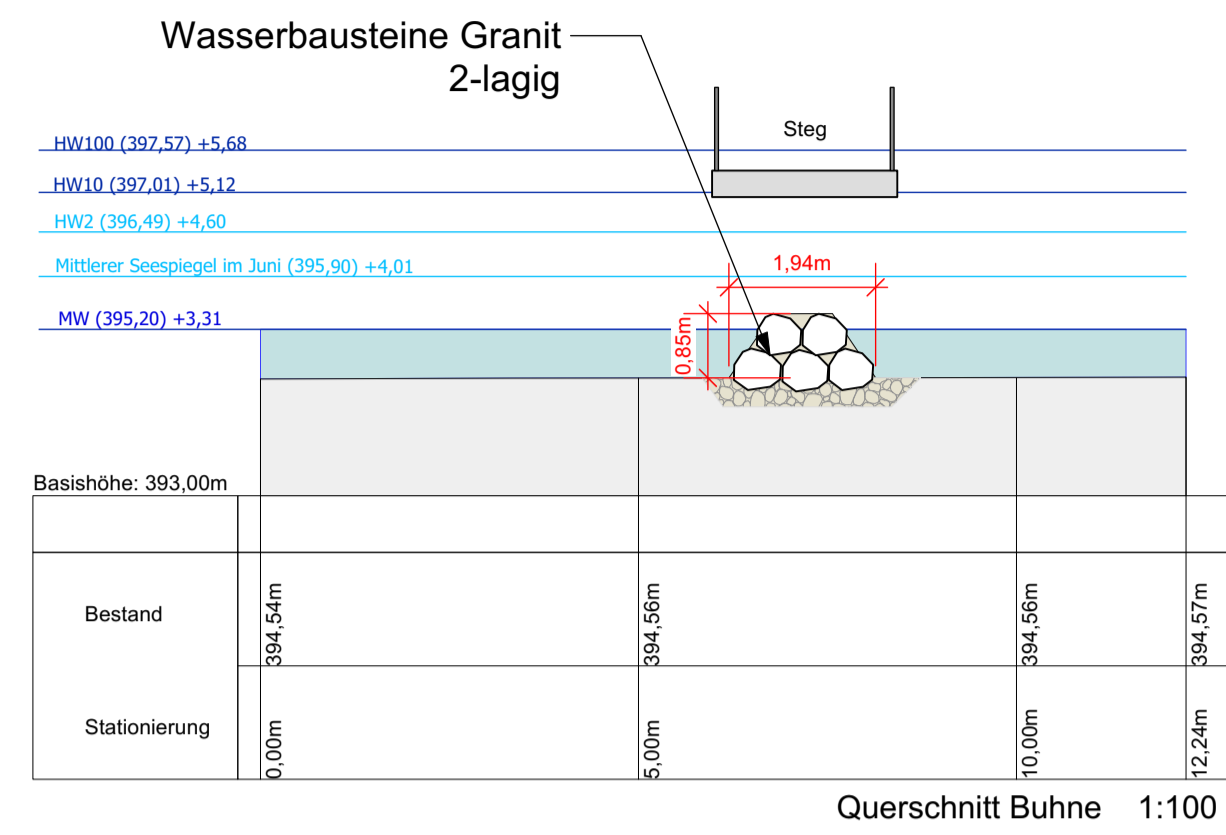 Wasserbausteine Granit
2-lagig
Steg
HW100 (397,57) +5,68
HW10 (397,01) +5,12
HW2 (396,49) +4,60
Mittlerer Seespiegel im Juni (395,90) +4,01
1,94m
MW (395,20) +3,31
0,85m
Basishöhe: 393,00m
Bestand
394,54m
394,56m
394,56m
394,57m
Stationierung
0,00m
5,00m
10,00m
12,24m
Querschnitt Buhne 1:100